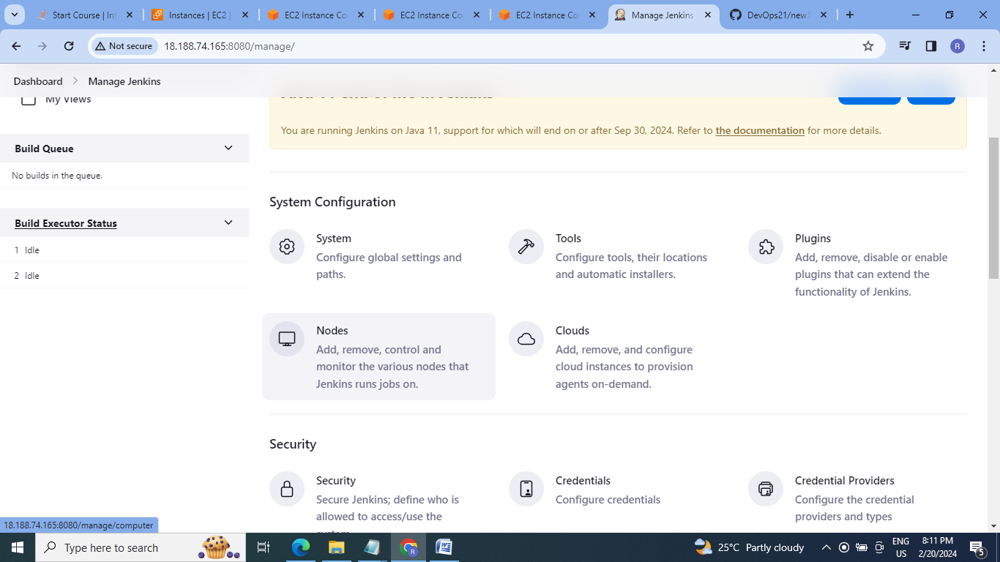 Start Course | Int
Instances | EC2 |
EC2 Instance Co
EC2 Instance Co
EC2 Instance Co
Manage Jenkins
DevOps21/new1
Not secure
18.188.74.165:8080/manage/
R
Dashboard
Manage Jenkins
My Views
You are running Jenkins on Java 11, support for which will end on or after Sep 30, 2024. Refer to the documentation for more details.
Build Queue
No builds in the queue.
Build Executor Status
1 Idle
2 Idle
System Configuration
System
Configure global settings and
paths.
Tools
Configure tools, their locations
and automatic installers.
Plugins
Add, remove, disable or enable
plugins that can extend the
functionality of Jenkins.
Nodes
Add, remove, control and
monitor the various nodes that
Jenkins runs jobs on.
Clouds
Add, remove, and configure
cloud instances to provision
agents on-demand.
Security
Security
Secure Jenkins; define who is
allowed to access/use the
system.
Credentials
Configure credentials
Credential Providers
Configure the credential
providers and types
18.188.74.165:8080/manage/computer
Type here to search
R
25°C Partly cloudy
ENG
US
8:11 PM
2/20/2024
5